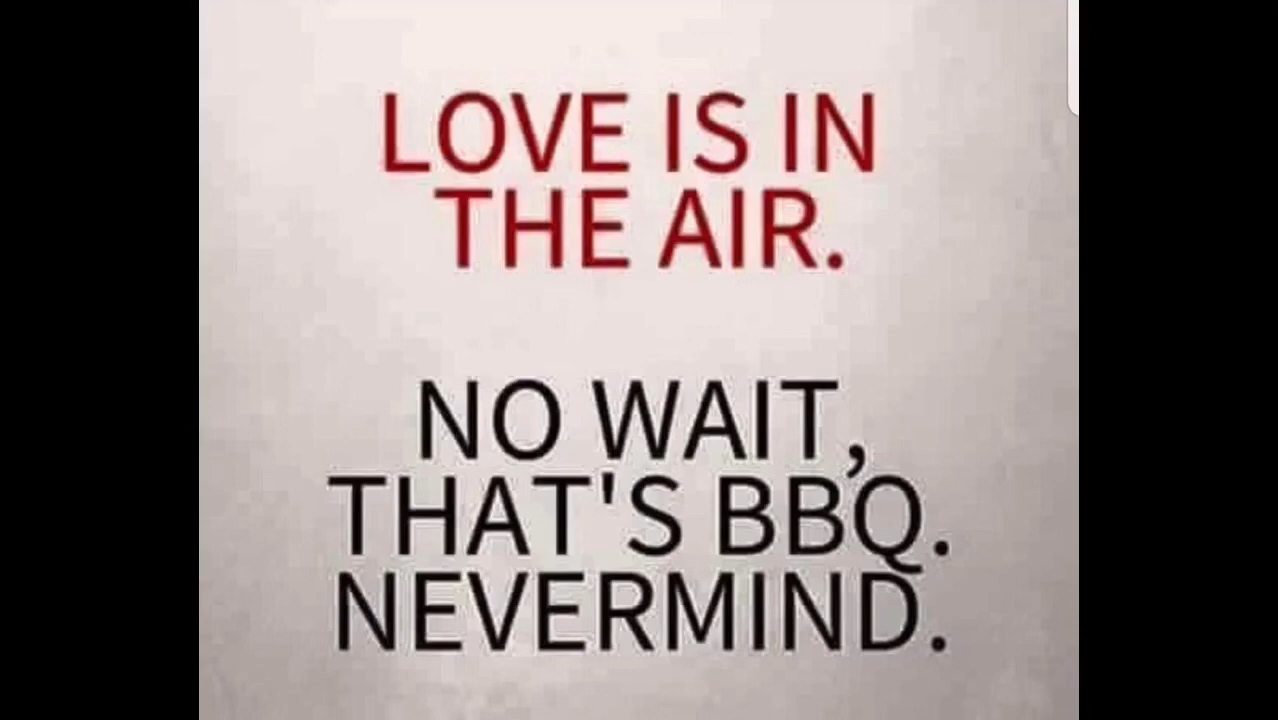 LOVE IS IN
THE AIR.
NO WAIT,
THAT'S BBQ.
NEVERMIND.